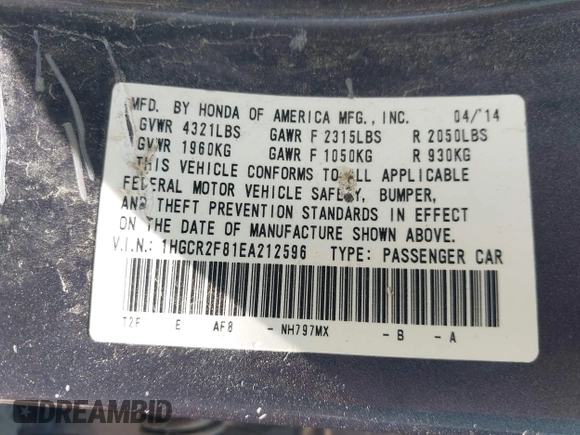 MFD. BY HONDA OF AMERICA MFG., INC. 04/'14
GVWR 4321LBS GAWR F 2315LBS R 2050LBS
GVWR 1960KG GAWR F 1050KG R 930KG
THIS VEHICLE CONFORMS TO ALL APPLICABLE
FEDERAL MOTOR VEHICLE SAFETY, BUMPER,
AND THEFT PREVENTION STANDARDS IN EFFECT
ON THE DATE OF MANUFACTURE SHOWN ABOVE.
V.I.N.: 1HGCR2F81EA212596 TYPE: PASSENGER CAR
T2F E AF8 - NH797MX - B - A
DREAMBID